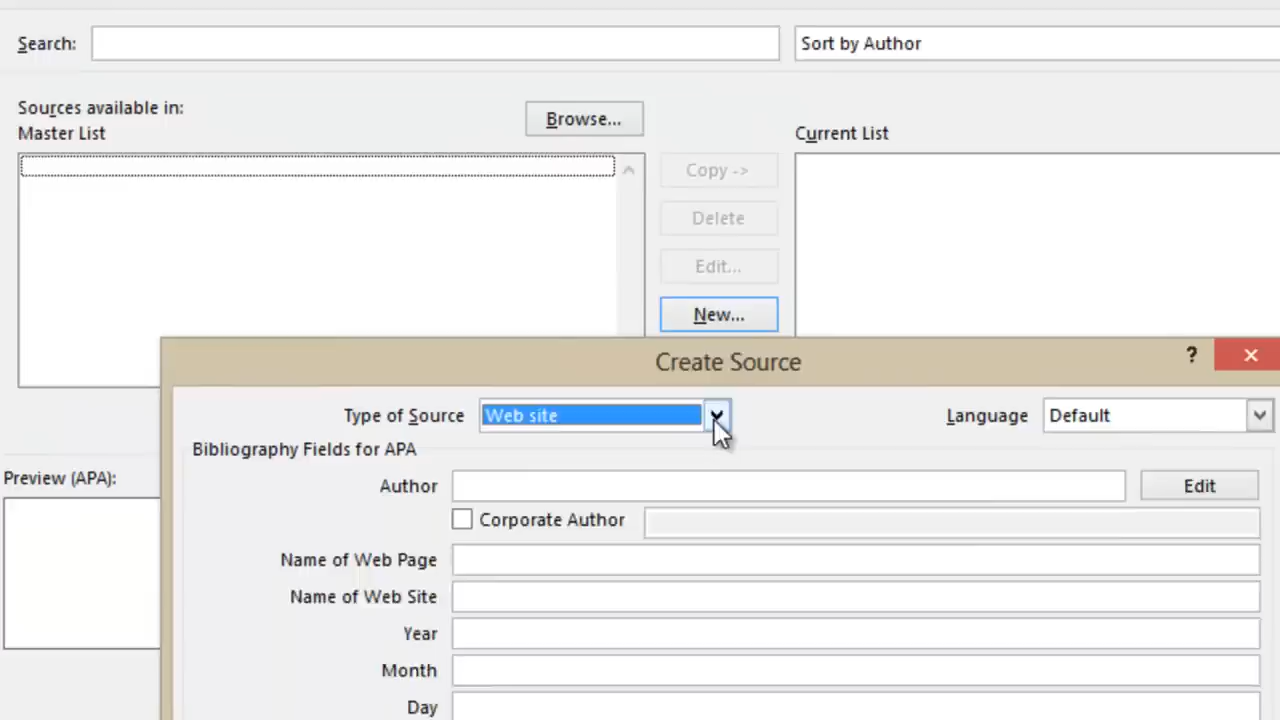 Search:
Sort by Author
Sources available in:
Master List
Browse...
Current List
Copy ->
Delete
Edit...
New...
Create Source
?
Type of Source
Web site
Language
Default
Bibliography Fields for APA
Preview (APA):
Author
Edit
Corporate Author
Name of Web Page
Name of Web Site
Year
Month
Day